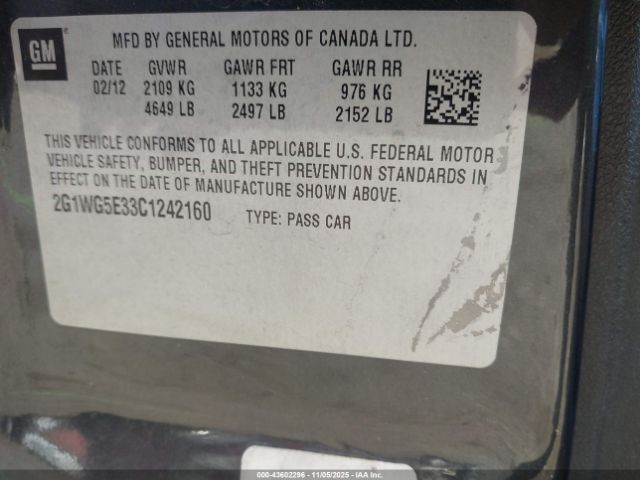 GM
MFD BY GENERAL MOTORS OF CANADA LTD.
DATE GVWR GAWR FRT GAWR RR
02/12 2109 KG 1133 KG 976 KG
4649 LB 2497 LB 2152 LB
THIS VEHICLE CONFORMS TO ALL APPLICABLE U.S. FEDERAL MOTOR
VEHICLE SAFETY, BUMPER, AND THEFT PREVENTION STANDARDS IN
EFFECT ON THE DATE OF MANUFACTURE SHOWN ABOVE.
2G1WG5E33C1242160 TYPE: PASS CAR
000-43602296 - 11/05/2025 - IAAI.COM